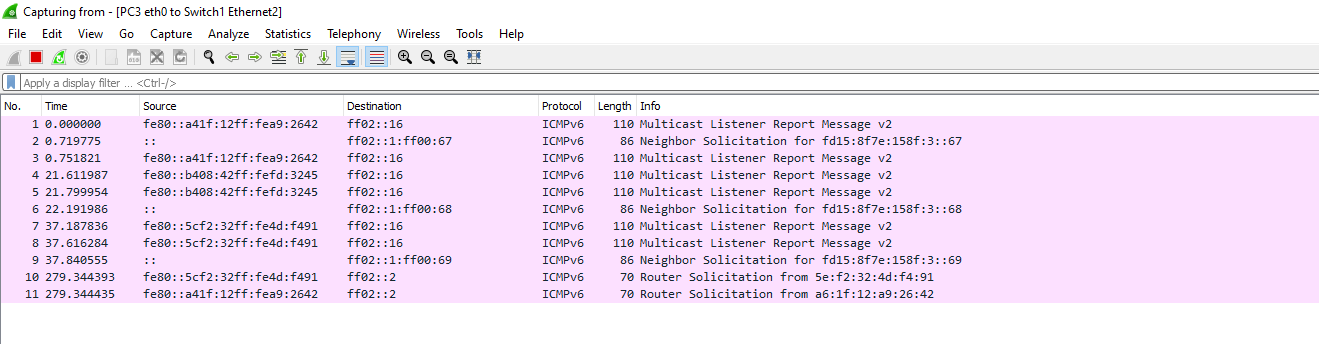 Capturing from - [PC3 eth0 to Switch1 Ethernet2]
File Edit View Go Capture Analyze Statistics Telephony Wireless Tools Help
Apply a display filter ... <Ctrl-/>
No. Time Source Destination Protocol Length Info
1 0.000000 fe80::a41f:12ff:fea9:2642 ff02::16 ICMPv6 110 Multicast Listener Report Message v2
2 0.719775 :: ff02::1:ff00:67 ICMPv6 86 Neighbor Solicitation for fd15:8f7e:158f:3::67
3 0.751821 fe80::a41f:12ff:fea9:2642 ff02::16 ICMPv6 110 Multicast Listener Report Message v2
4 21.611987 fe80::b408:42ff:fefd:3245 ff02::16 ICMPv6 110 Multicast Listener Report Message v2
5 21.799954 fe80::b408:42ff:fefd:3245 ff02::16 ICMPv6 110 Multicast Listener Report Message v2
6 22.191986 :: ff02::1:ff00:68 ICMPv6 86 Neighbor Solicitation for fd15:8f7e:158f:3::68
7 37.187836 fe80::5cf2:32ff:fe4d:f491 ff02::16 ICMPv6 110 Multicast Listener Report Message v2
8 37.616284 fe80::5cf2:32ff:fe4d:f491 ff02::16 ICMPv6 110 Multicast Listener Report Message v2
9 37.840555 :: ff02::1:ff00:69 ICMPv6 86 Neighbor Solicitation for fd15:8f7e:158f:3::69
10 279.344393 fe80::5cf2:32ff:fe4d:f491 ff02::2 ICMPv6 70 Router Solicitation from 5e:f2:32:4d:f4:91
11 279.344435 fe80::a41f:12ff:fea9:2642 ff02::2 ICMPv6 70 Router Solicitation from a6:1f:12:a9:26:42